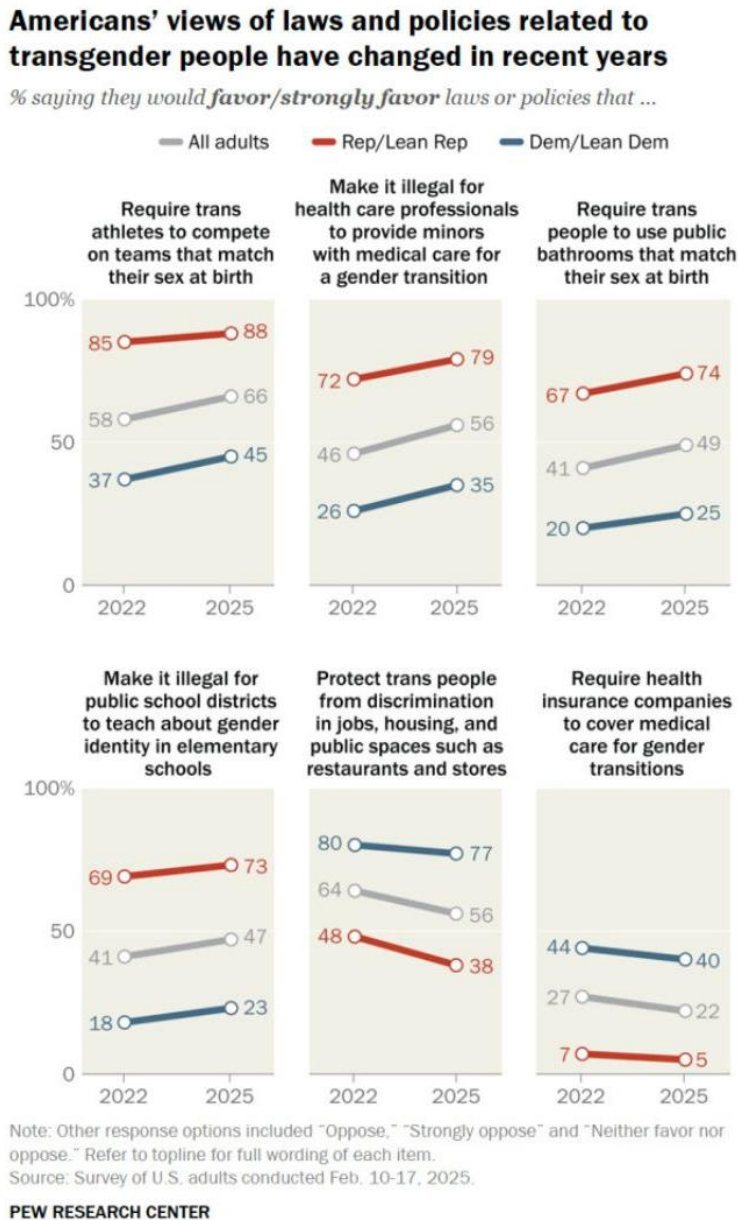 Americans’ views of laws and policies related to
transgender people have changed in recent years
% saying they would favor/strongly favor laws or policies that ...
All adults Rep/Lean Rep Dem/Lean Dem
Require trans
athletes to compete
on teams that match
their sex at birth
Make it illegal for
health care professionals
to provide minors
with medical care for
a gender transition
Require trans
people to use public
bathrooms that match
their sex at birth
100%
50
0
85 88
58 66
37 45
2022 2025
72 79
46 56
26 35
2022 2025
67 74
41 49
20 25
2022 2025
Make it illegal for
public school districts
to teach about gender
identity in elementary
schools
Protect trans people
from discrimination
in jobs, housing, and
public spaces such as
restaurants and stores
Require health
insurance companies
to cover medical
care for gender
transitions
100%
50
0
69 73
41 47
18 23
2022 2025
80 77
64 56
48 38
2022 2025
44 40
27 22
7 5
2022 2025
Note: Other response options included “Oppose,” “Strongly oppose” and “Neither favor nor
oppose.” Refer to topline for full wording of each item.
Source: Survey of U.S. adults conducted Feb. 10-17, 2025.
PEW RESEARCH CENTER